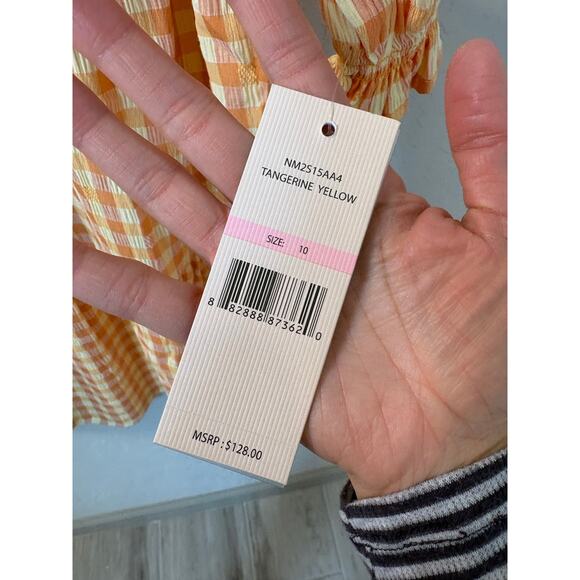 NM2S15AA4
TANGERINE YELLOW
SIZE: 10
8 82888 87362 0
MSRP : $128.00